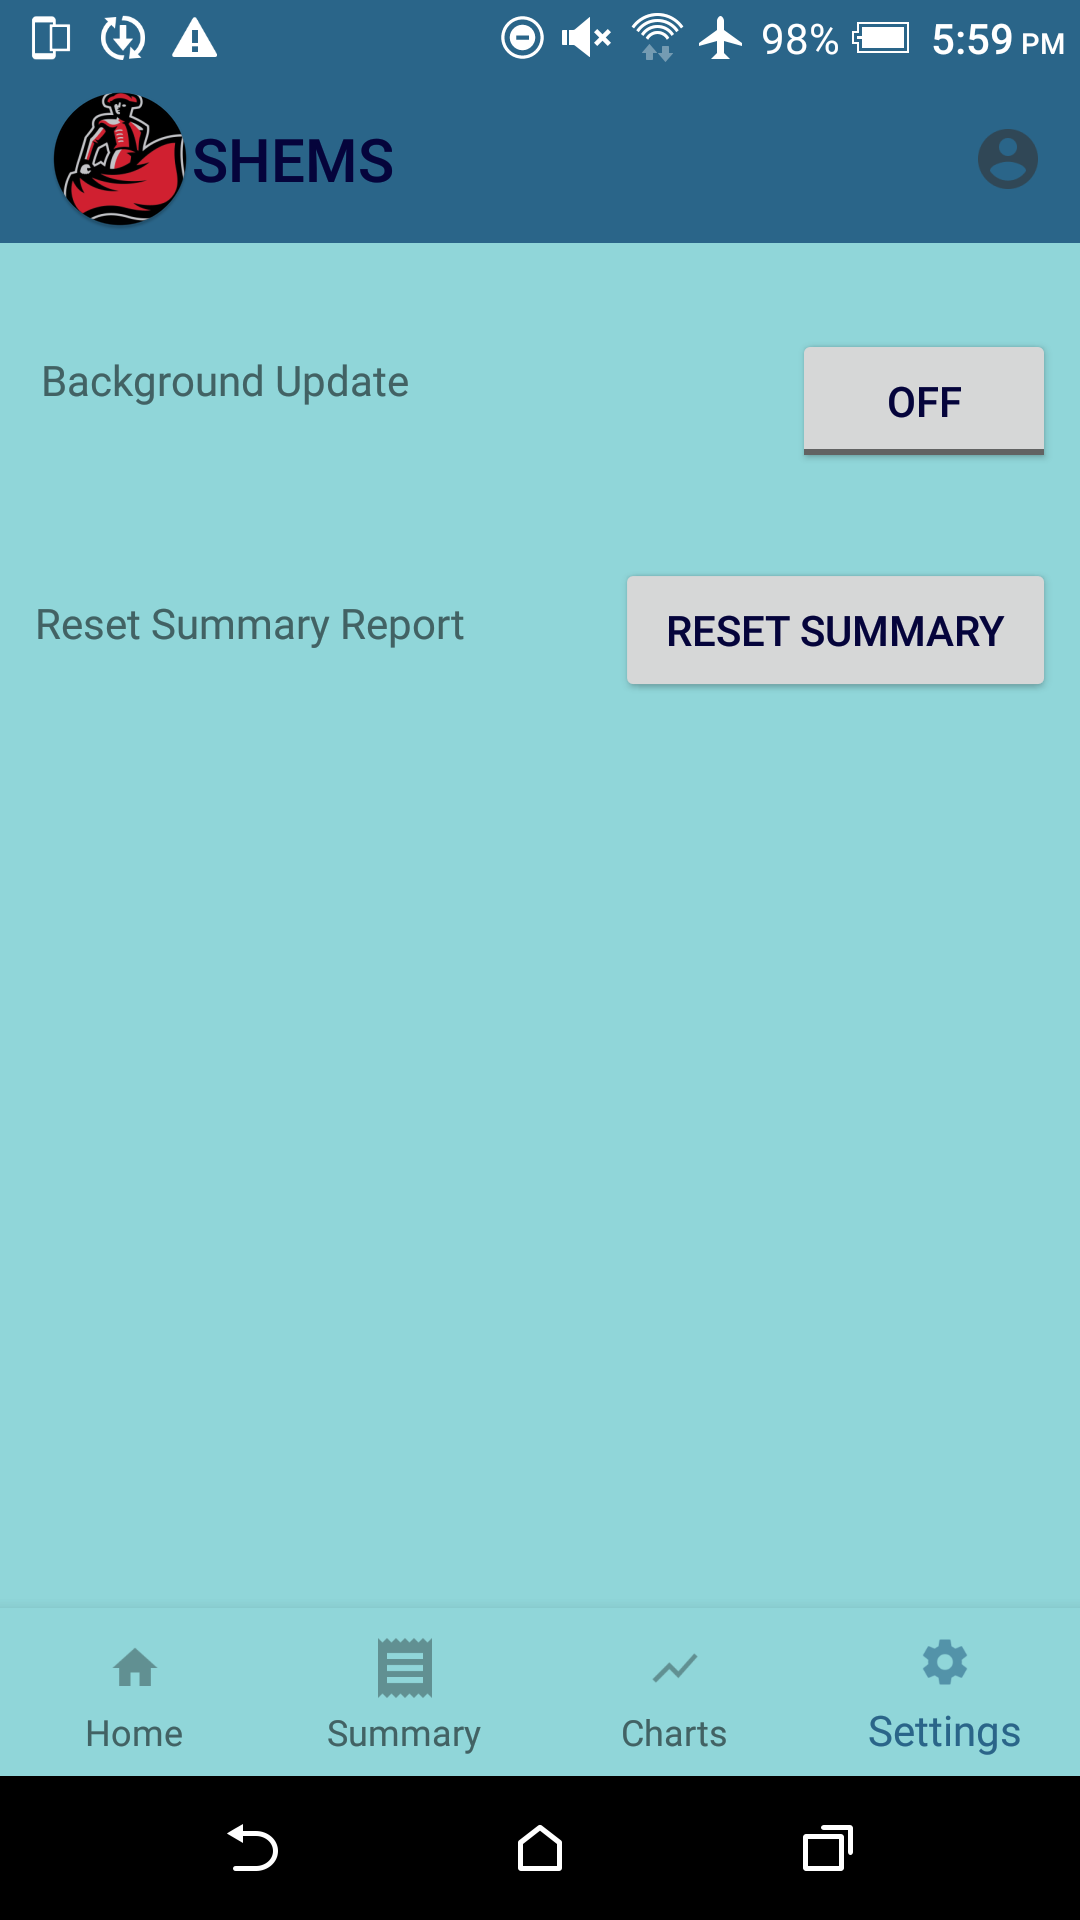 98% 5:59 PM
SHEMS
Background Update
OFF
Reset Summary Report
RESET SUMMARY
Home
Summary
Charts
Settings